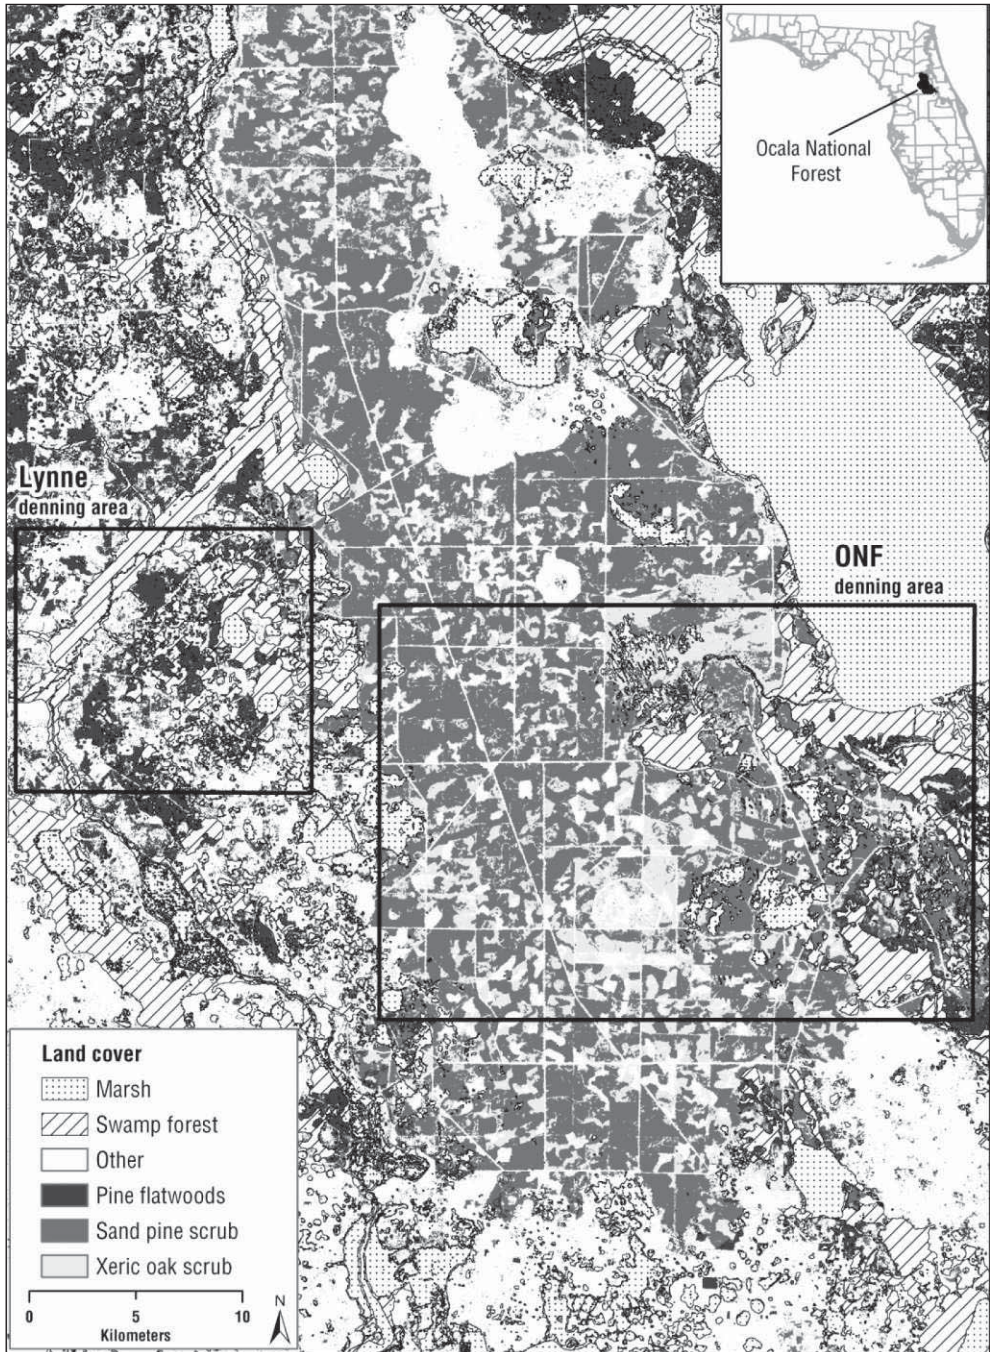 Ocala National
Forest
Lynne
denning area
ONF
denning area
Land cover
Marsh
Swamp forest
Other
Pine flatwoods
Sand pine scrub
Xeric oak scrub
0 5 10
Kilometers
N